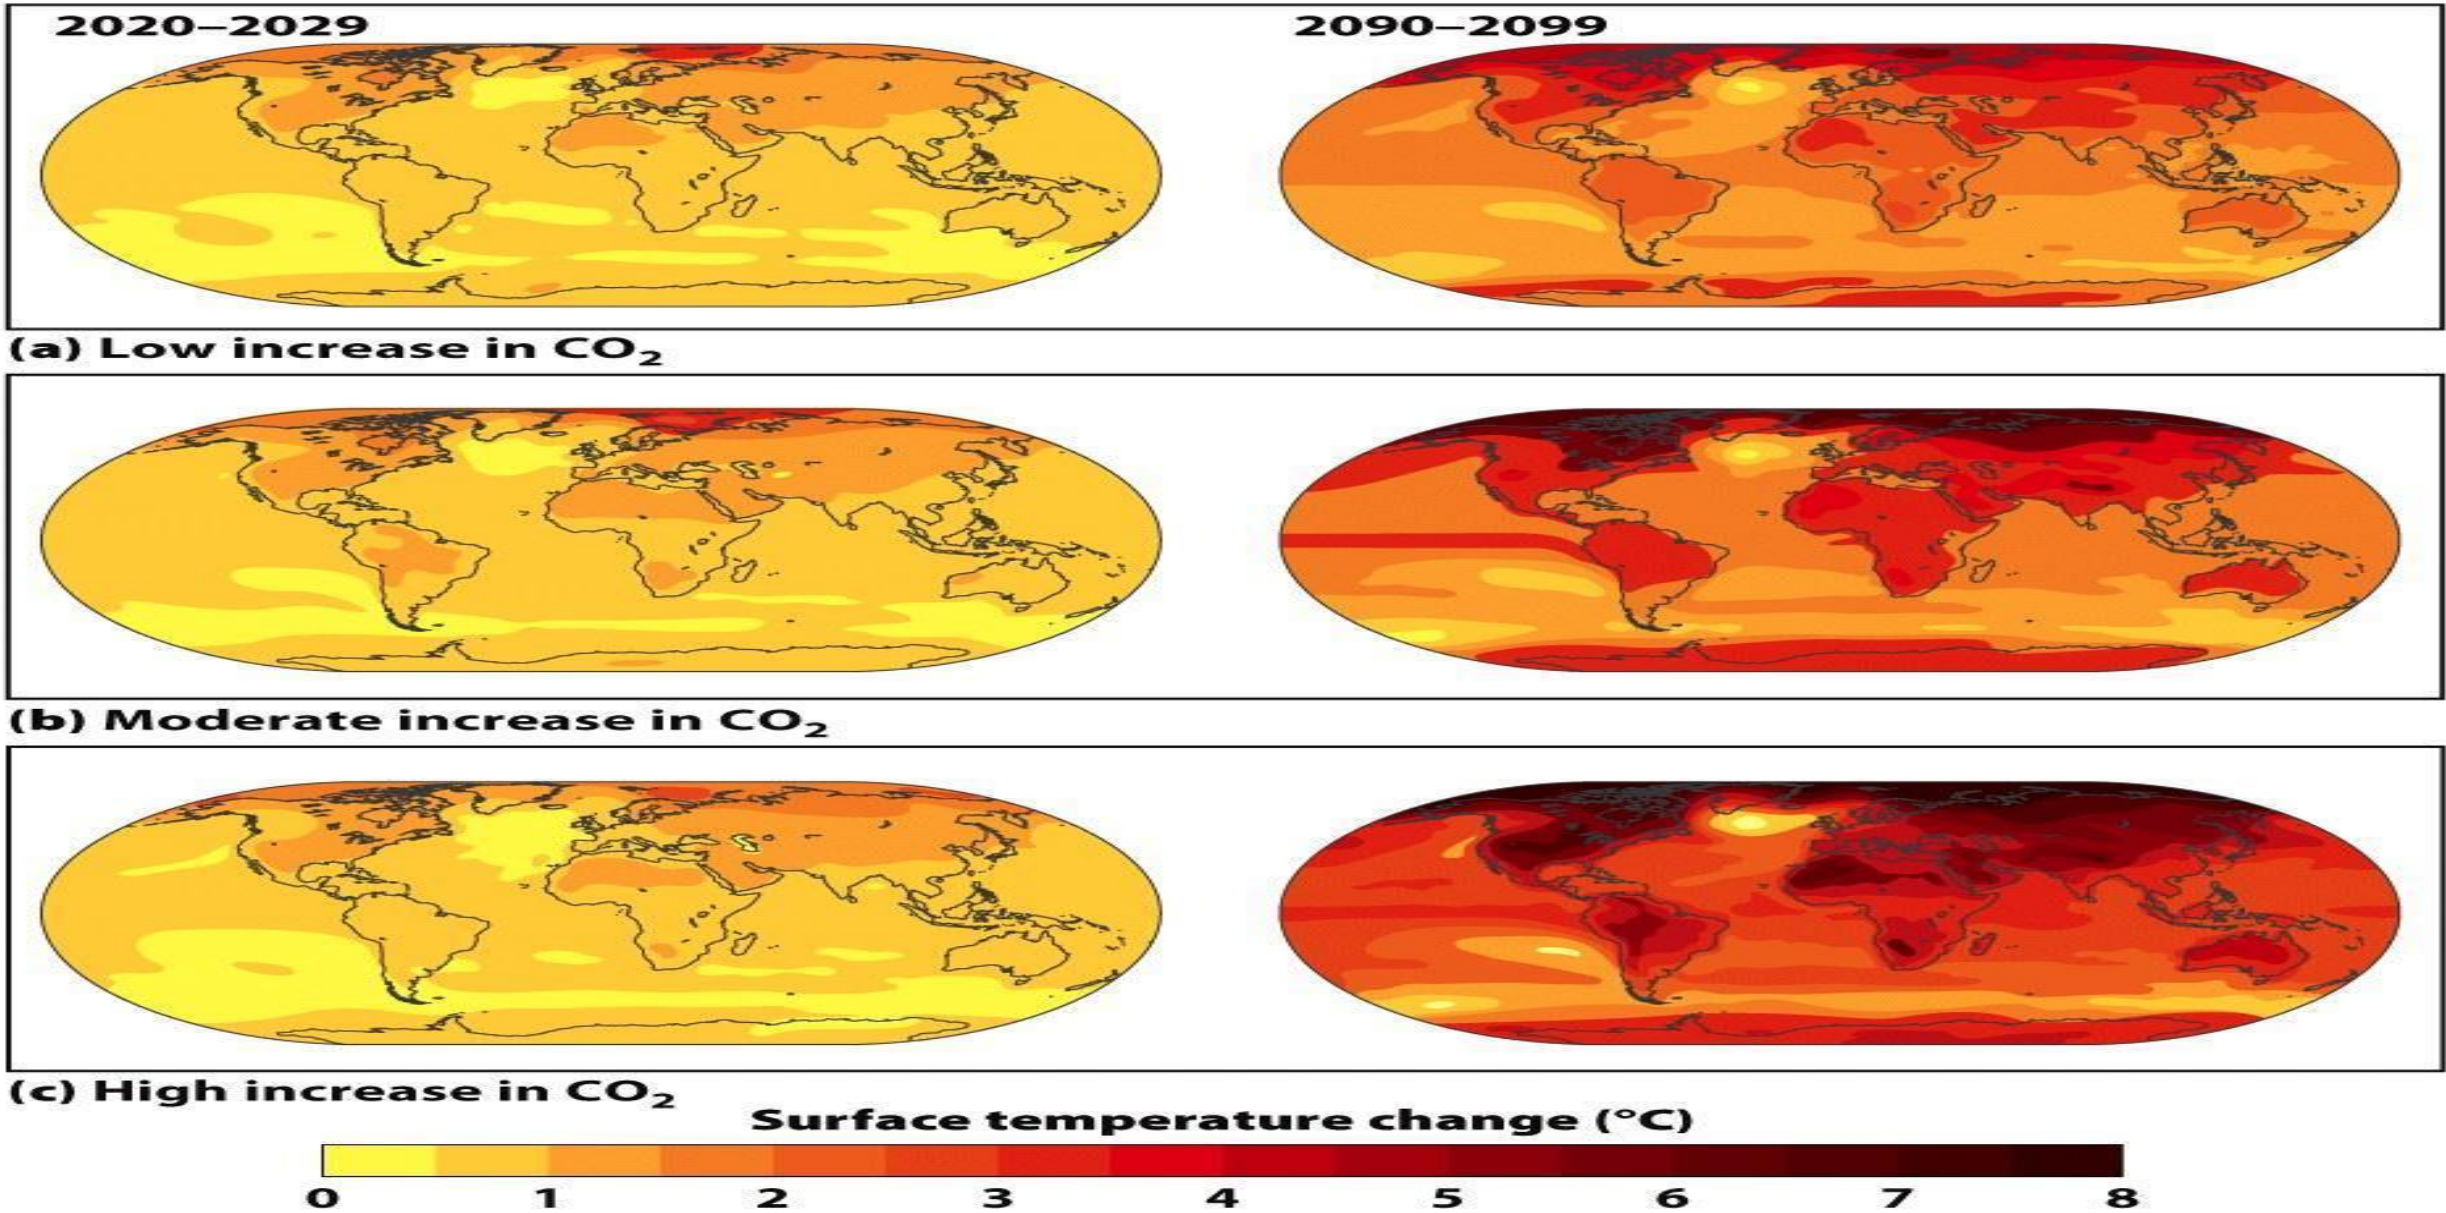 2020–2029
2090–2099
(a) Low increase in CO₂
(b) Moderate increase in CO₂
(c) High increase in CO₂
Surface temperature change (°C)
0 1 2 3 4 5 6 7 8